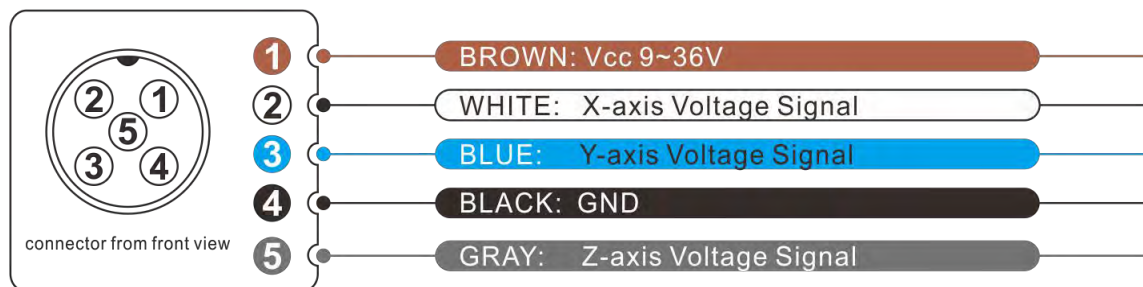 2 1
5
3 4
connector from front view
1 BROWN: Vcc 9~36V
2 WHITE: X-axis Voltage Signal
3 BLUE: Y-axis Voltage Signal
4 BLACK: GND
5 GRAY: Z-axis Voltage Signal